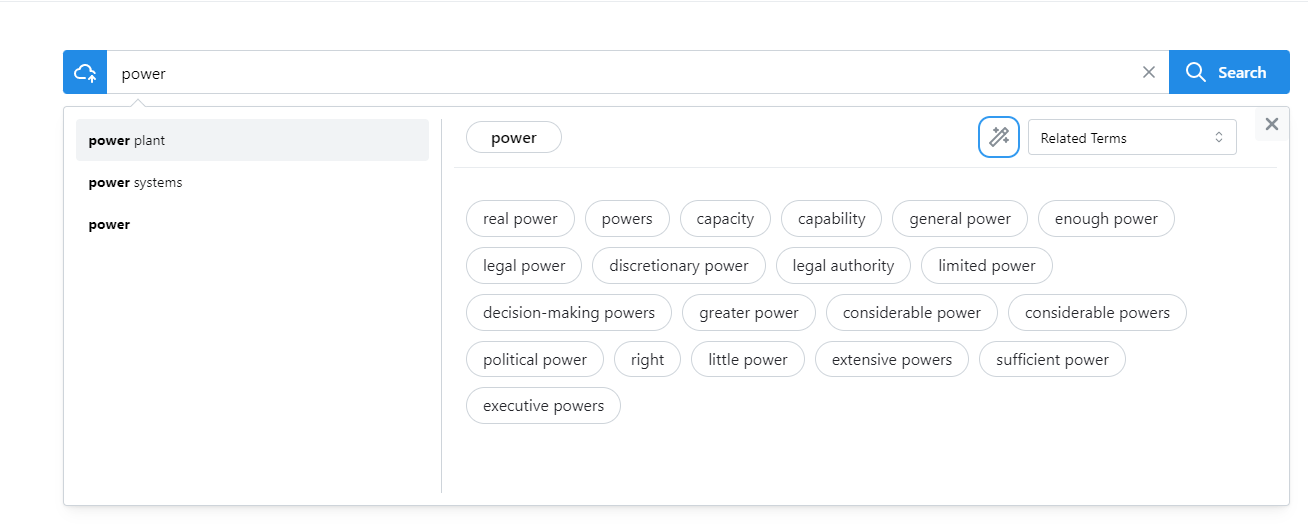 power Search
power plant
power systems
power
power Related Terms
real power powers capacity capability general power enough power
legal power discretionary power legal authority limited power
decision-making powers greater power considerable power considerable powers
political power right little power extensive powers sufficient power
executive powers